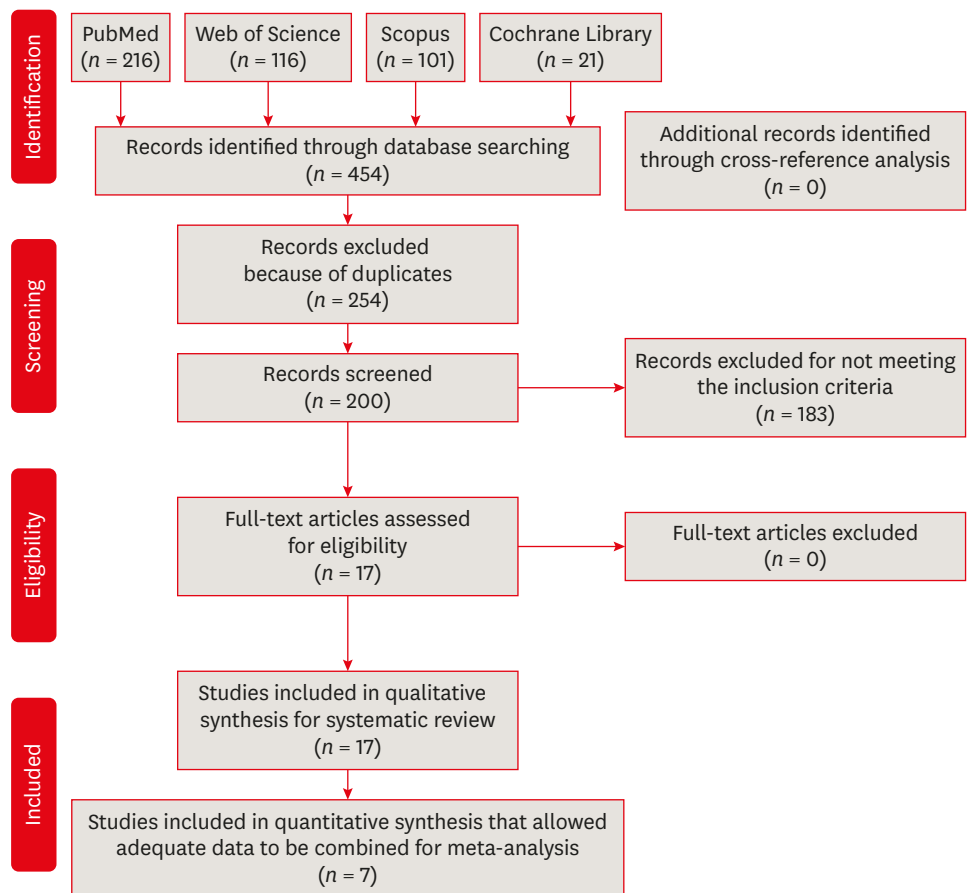 Identification
PubMed
(n = 216)
Web of Science
(n = 116)
Scopus
(n = 101)
Cochrane Library
(n = 21)
Records identified through database searching
(n = 454)
Additional records identified
through cross-reference analysis
(n = 0)
Screening
Records excluded
because of duplicates
(n = 254)
Records screened
(n = 200)
Records excluded for not meeting
the inclusion criteria
(n = 183)
Eligibility
Full-text articles assessed
for eligibility
(n = 17)
Full-text articles excluded
(n = 0)
Included
Studies included in qualitative
synthesis for systematic review
(n = 17)
Studies included in quantitative synthesis that allowed
adequate data to be combined for meta-analysis
(n = 7)